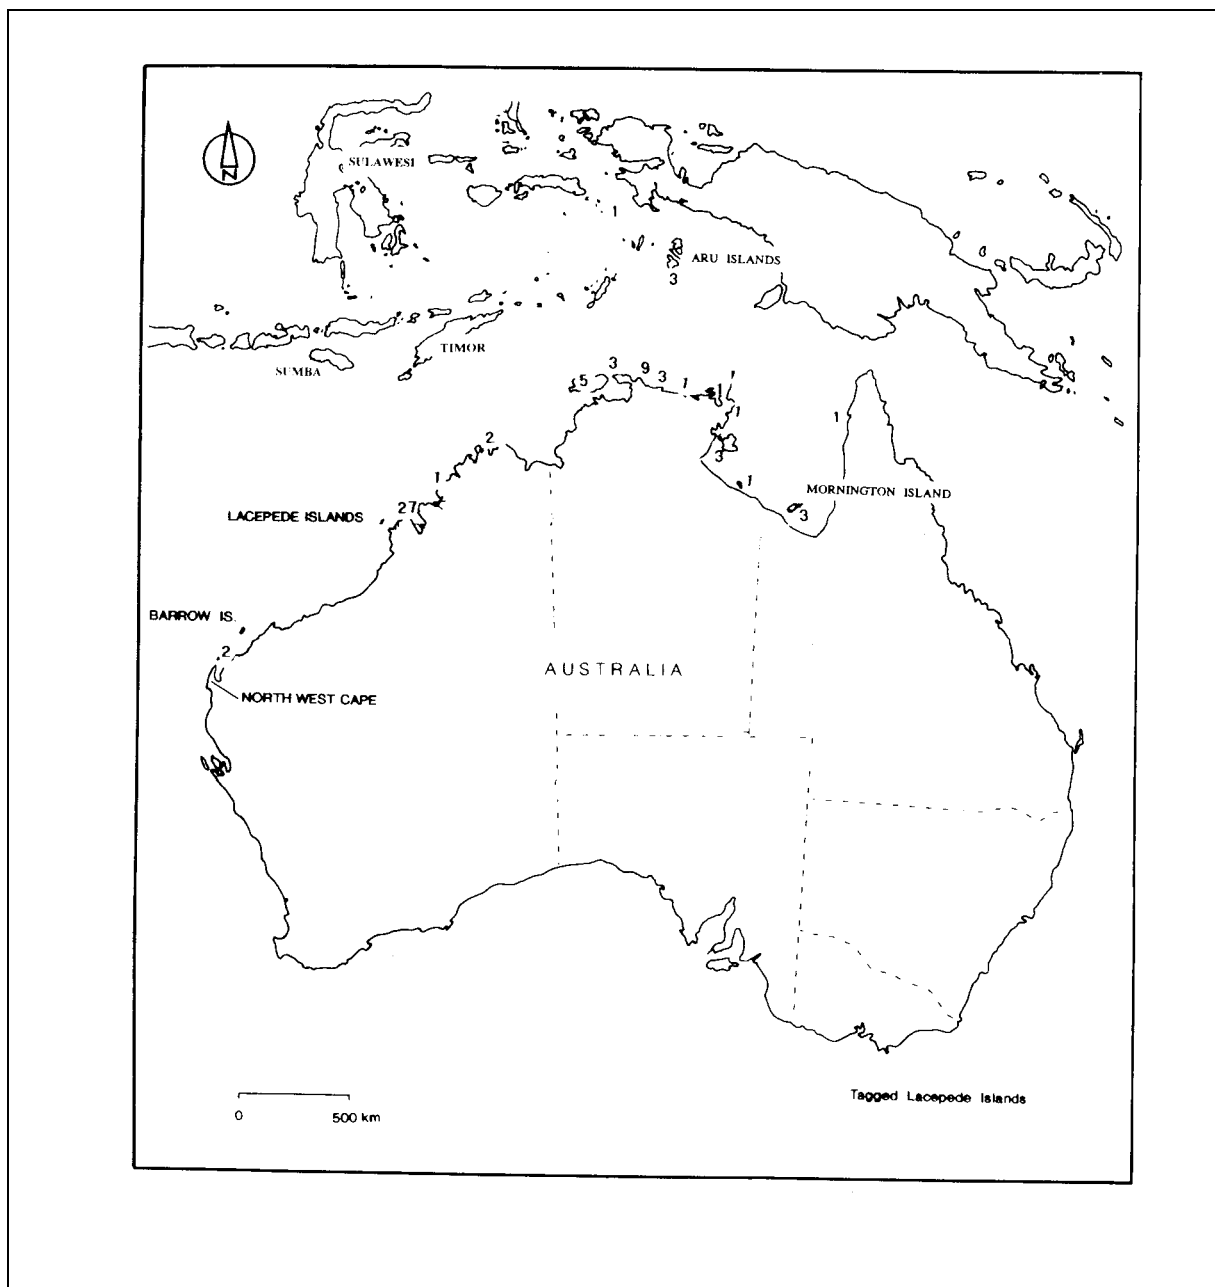 N
SULAWESI
1
ARU ISLANDS
3
TIMOR
SUMBA
5
3
9
3
1
1
1
1
1
3
2
1
MORNINGTON ISLAND
1
3
27
LACEPEDE ISLANDS
BARROW IS.
2
AUSTRALIA
NORTH WEST CAPE
0
500 km
Tagged Lacepede Islands